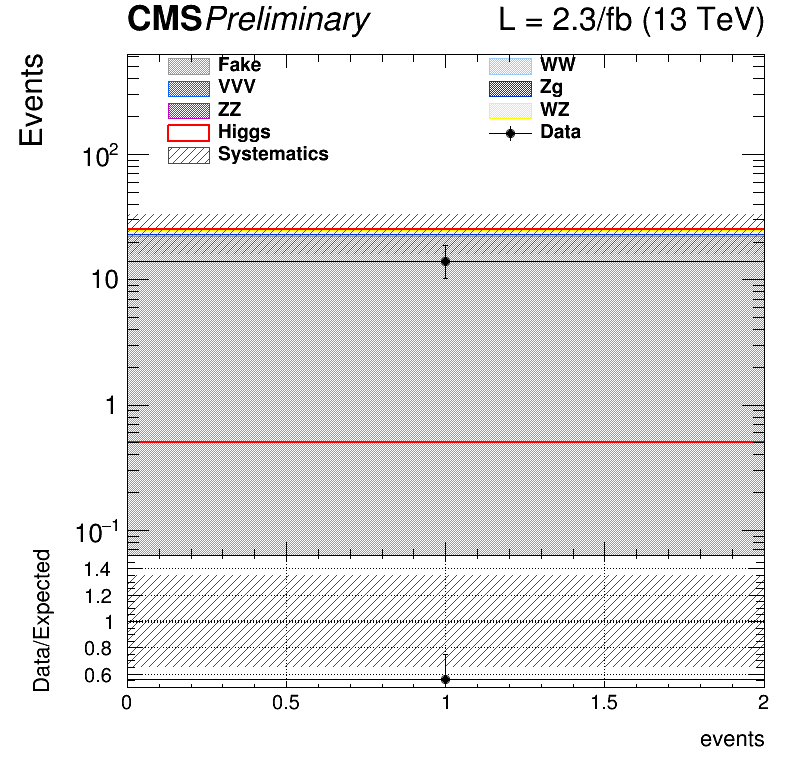 CMS Preliminary L = 2.3/fb (13 TeV)
Events
Fake WW
VVV Zg
ZZ WZ
Higgs Data
Systematics
10²
10
1
10⁻¹
Data/Expected
1.4
1.2
1
0.8
0.6
0 0.5 1 1.5 2
events